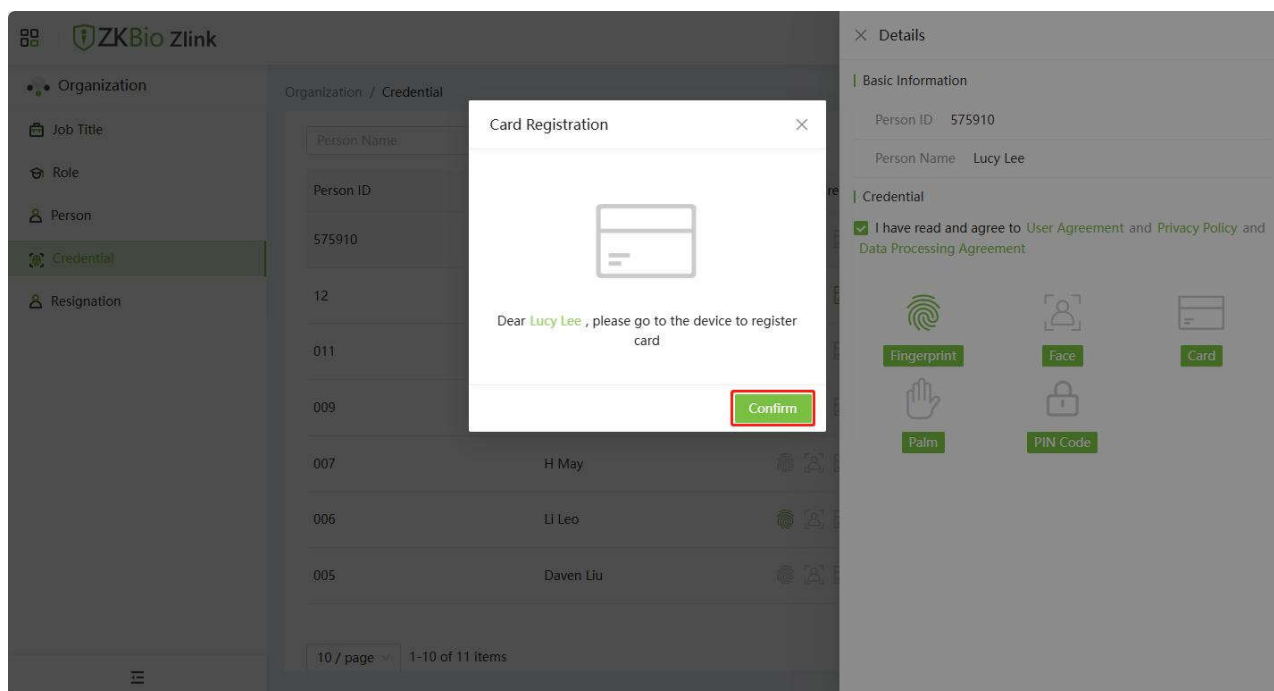 ZKBio Zlink
Organization
Job Title
Role
Person
Credential
Resignation
Organization / Credential
Person Name
Person ID
575910
12
011
009
007 H May
006 Li Leo
005 Daven Liu
10 / page 1-10 of 11 items
Card Registration
Dear Lucy Lee , please go to the device to register
card
Confirm
Details
Basic Information
Person ID 575910
Person Name Lucy Lee
Credential
I have read and agree to User Agreement and Privacy Policy and
Data Processing Agreement
Fingerprint Face Card
Palm PIN Code